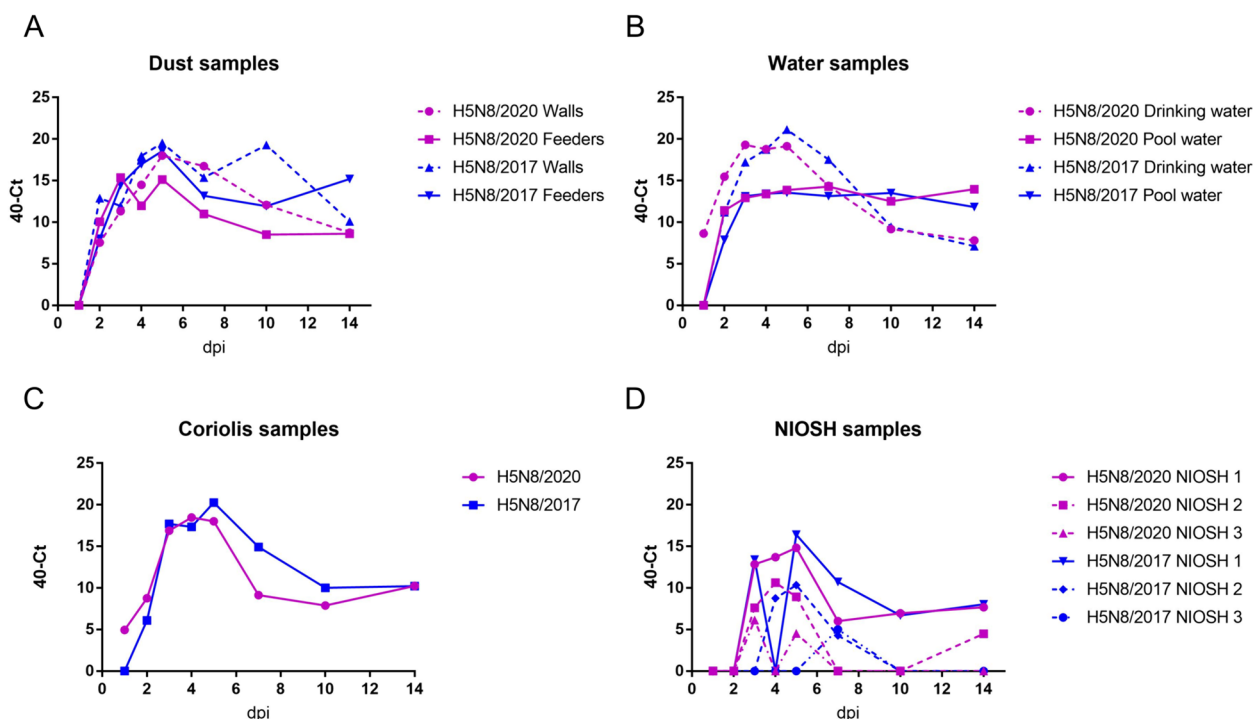 A
Dust samples
25
20
15
10
5
0
40-Ct
0 2 4 6 8 10 12 14
dpi
H5N8/2020 Walls
H5N8/2020 Feeders
H5N8/2017 Walls
H5N8/2017 Feeders
B
Water samples
25
20
15
10
5
0
40-Ct
0 2 4 6 8 10 12 14
dpi
H5N8/2020 Drinking water
H5N8/2020 Pool water
H5N8/2017 Drinking water
H5N8/2017 Pool water
C
Coriolis samples
25
20
15
10
5
0
40-Ct
0 2 4 6 8 10 12 14
dpi
H5N8/2020
H5N8/2017
D
NIOSH samples
25
20
15
10
5
0
40-Ct
0 2 4 6 8 10 12 14
dpi
H5N8/2020 NIOSH 1
H5N8/2020 NIOSH 2
H5N8/2020 NIOSH 3
H5N8/2017 NIOSH 1
H5N8/2017 NIOSH 2
H5N8/2017 NIOSH 3